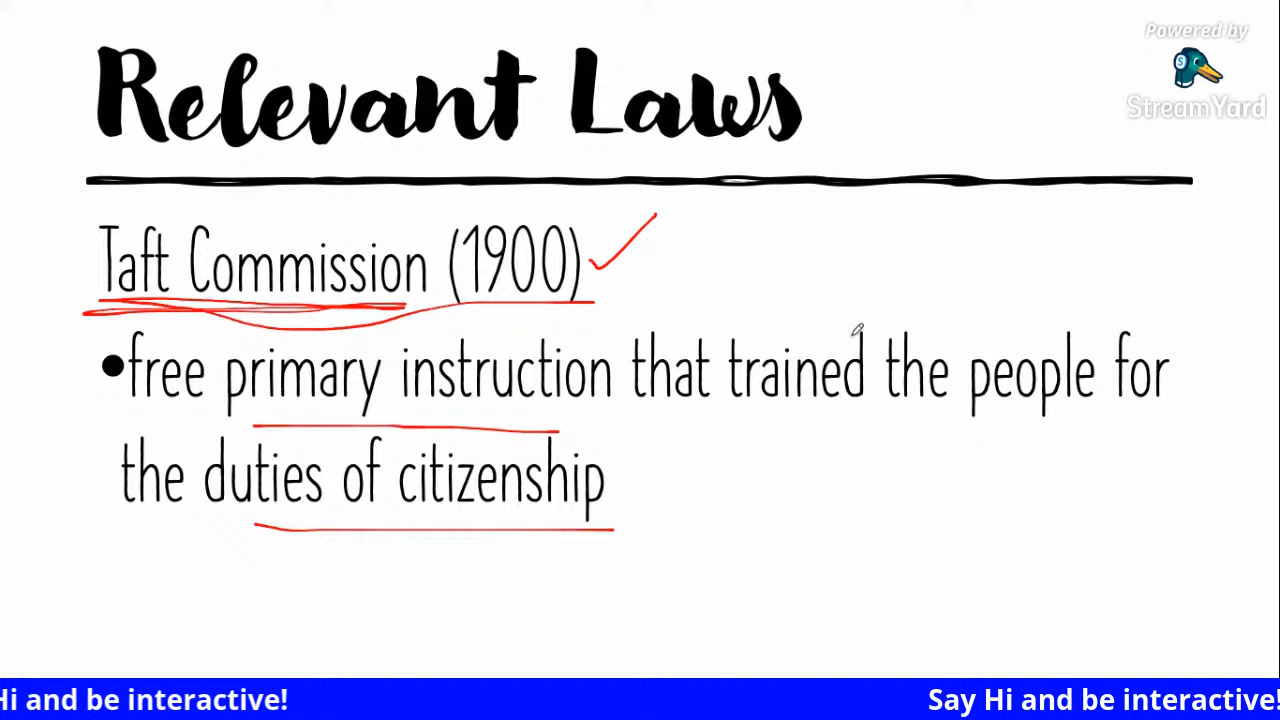 Powered by
StreamYard
Relevant Laws
Taft Commission (1900)
•free primary instruction that trained the people for
the duties of citizenship
Hi and be interactive!
Say Hi and be interactive!